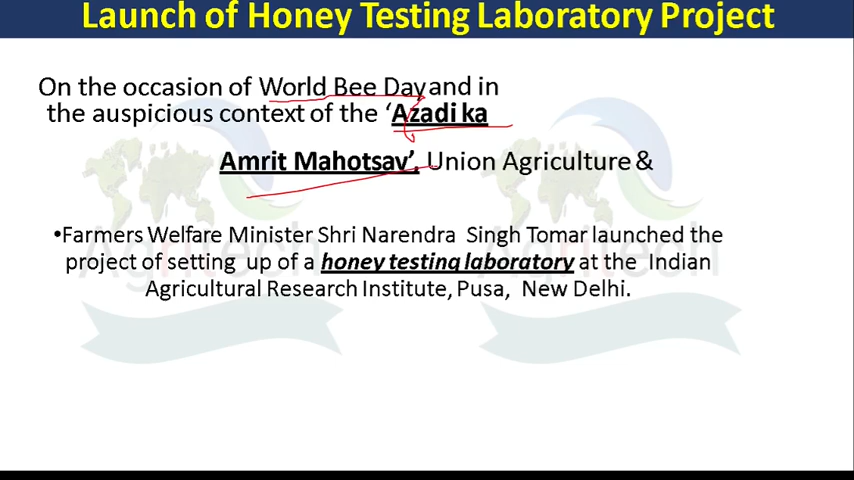 Launch of Honey Testing Laboratory Project
On the occasion of World Bee Day and in
the auspicious context of the ‘Azadi ka
Amrit Mahotsav’, Union Agriculture &
•Farmers Welfare Minister Shri Narendra Singh Tomar launched the
project of setting up of a honey testing laboratory at the Indian
Agricultural Research Institute, Pusa, New Delhi.
Agritech Agritech